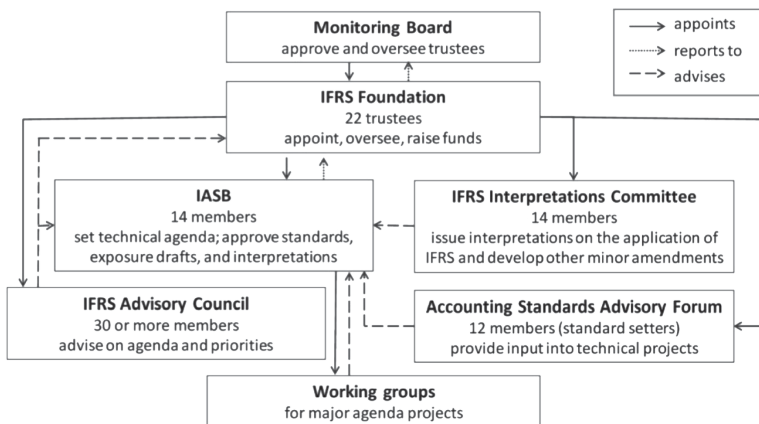 Monitoring Board
approve and oversee trustees
appoints
reports to
advises
IFRS Foundation
22 trustees
appoint, oversee, raise funds
IASB
14 members
set technical agenda; approve standards,
exposure drafts, and interpretations
IFRS Interpretations Committee
14 members
issue interpretations on the application of
IFRS and develop other minor amendments
IFRS Advisory Council
30 or more members
advise on agenda and priorities
Accounting Standards Advisory Forum
12 members (standard setters)
provide input into technical projects
Working groups
for major agenda projects